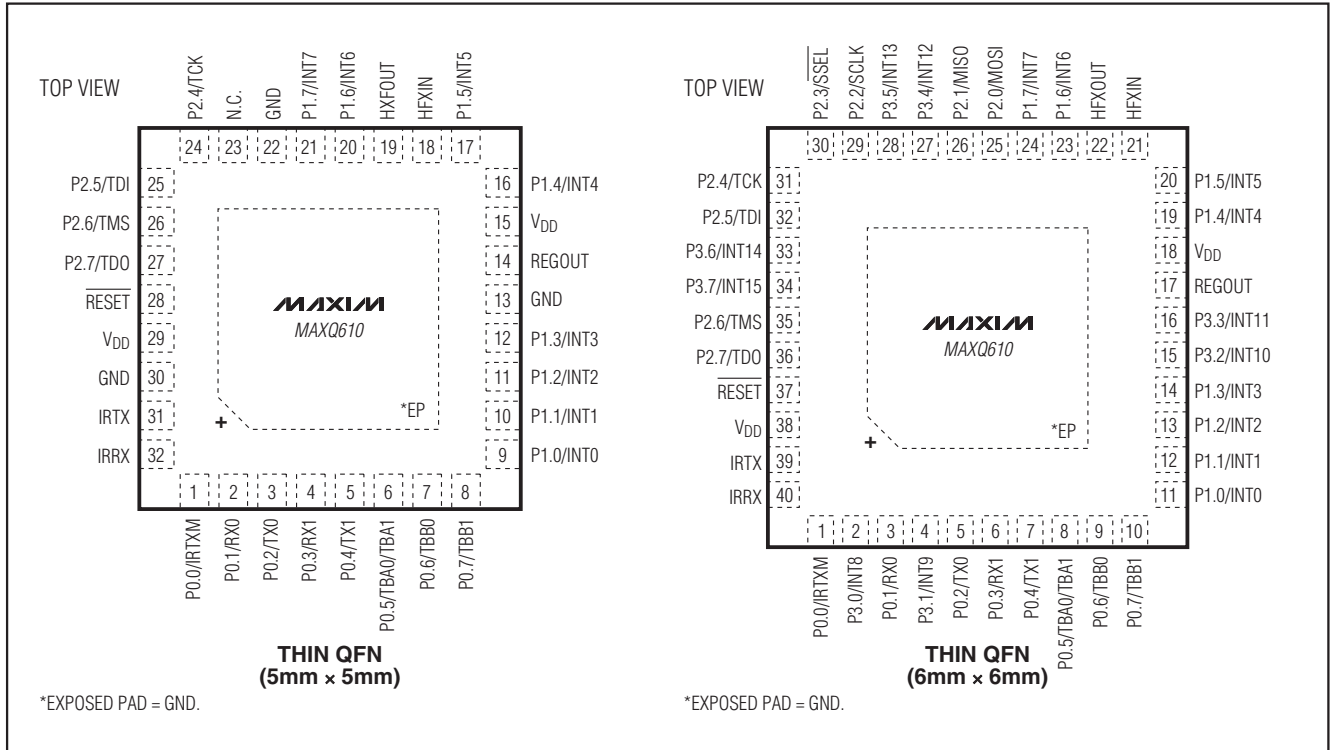 TOP VIEW
P2.4/TCK
N.C.
GND
P1.7/INT7
P1.6/INT6
HXFOUT
HFXIN
P1.5/INT5
24 23 22 21 20 19 18 17
P2.5/TDI 25
P2.6/TMS 26
P2.7/TDO 27
RESET 28
VDD 29
GND 30
IRTX 31
IRRX 32
16 P1.4/INT4
15 VDD
14 REGOUT
13 GND
12 P1.3/INT3
11 P1.2/INT2
10 P1.1/INT1
9 P1.0/INT0
MAXIM
MAXQ610
*EP
+
1 2 3 4 5 6 7 8
P0.0/IRTXM
P0.1/RX0
P0.2/TX0
P0.3/RX1
P0.4/TX1
P0.5/TBA0/TBA1
P0.6/TBB0
P0.7/TBB1
THIN QFN
(5mm × 5mm)
*EXPOSED PAD = GND.
TOP VIEW
P2.3/SSEL
P2.2/SCLK
P3.5/INT13
P3.4/INT12
P2.1/MISO
P2.0/MOSI
P1.7/INT7
P1.6/INT6
HFXOUT
HFXIN
30 29 28 27 26 25 24 23 22 21
P2.4/TCK 31
P2.5/TDI 32
P3.6/INT14 33
P3.7/INT15 34
P2.6/TMS 35
P2.7/TDO 36
RESET 37
VDD 38
IRTX 39
IRRX 40
20 P1.5/INT5
19 P1.4/INT4
18 VDD
17 REGOUT
16 P3.3/INT11
15 P3.2/INT10
14 P1.3/INT3
13 P1.2/INT2
12 P1.1/INT1
11 P1.0/INT0
MAXIM
MAXQ610
*EP
+
1 2 3 4 5 6 7 8 9 10
P0.0/IRTXM
P3.0/INT8
P0.1/RX0
P3.1/INT9
P0.2/TX0
P0.3/RX1
P0.4/TX1
P0.5/TBA0/TBA1
P0.6/TBB0
P0.7/TBB1
THIN QFN
(6mm × 6mm)
*EXPOSED PAD = GND.